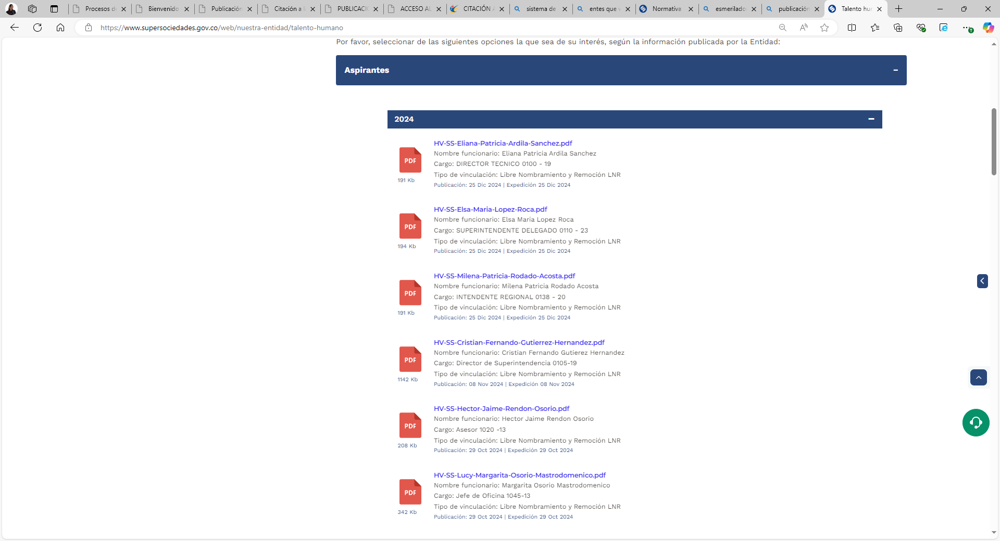 Procesos d
Bienvenido
Publicación
Citación a
PUBLICACI
ACCESO AL
CITACIÓN
sistema de
entes que
Normativa
esmerilado
publicación
Talento hu
https://www.supersociedades.gov.co/web/nuestra-entidad/talento-humano
Por favor, seleccionar de las siguientes opciones la que sea de su interés, según la información publicada por la Entidad:
Aspirantes
2024
HV-SS-Eliana-Patricia-Ardila-Sanchez.pdf
Nombre funcionario: Eliana Patricia Ardila Sanchez
Cargo: DIRECTOR TECNICO 0100 - 19
Tipo de vinculación: Libre Nombramiento y Remoción LNR
Publicación: 25 Dic 2024 | Expedición 25 Dic 2024
PDF
191 Kb
HV-SS-Elsa-Maria-Lopez-Roca.pdf
Nombre funcionario: Elsa Maria Lopez Roca
Cargo: SUPERINTENDENTE DELEGADO 0110 - 23
Tipo de vinculación: Libre Nombramiento y Remoción LNR
Publicación: 25 Dic 2024 | Expedición 25 Dic 2024
PDF
194 Kb
HV-SS-Milena-Patricia-Rodado-Acosta.pdf
Nombre funcionario: Milena Patricia Rodado Acosta
Cargo: INTENDENTE REGIONAL 0138 - 20
Tipo de vinculación: Libre Nombramiento y Remoción LNR
Publicación: 25 Dic 2024 | Expedición 25 Dic 2024
PDF
191 Kb
HV-SS-Cristian-Fernando-Gutierrez-Hernandez.pdf
Nombre funcionario: Cristian Fernando Gutierez Hernandez
Cargo: Director de Superintendencia 0105-19
Tipo de vinculación: Libre Nombramiento y Remoción LNR
Publicación: 08 Nov 2024 | Expedición 08 Nov 2024
PDF
1142 Kb
HV-SS-Hector-Jaime-Rendon-Osorio.pdf
Nombre funcionario: Hector Jaime Rendon Osorio
Cargo: Asesor 1020 -13
Tipo de vinculación: Libre Nombramiento y Remoción LNR
Publicación: 29 Oct 2024 | Expedición 29 Oct 2024
PDF
208 Kb
HV-SS-Lucy-Margarita-Osorio-Mastrodomenico.pdf
Nombre funcionario: Margarita Osorio Mastrodomenico
Cargo: Jefe de Oficina 1045-13
Tipo de vinculación: Libre Nombramiento y Remoción LNR
Publicación: 29 Oct 2024 | Expedición 29 Oct 2024
PDF
342 Kb